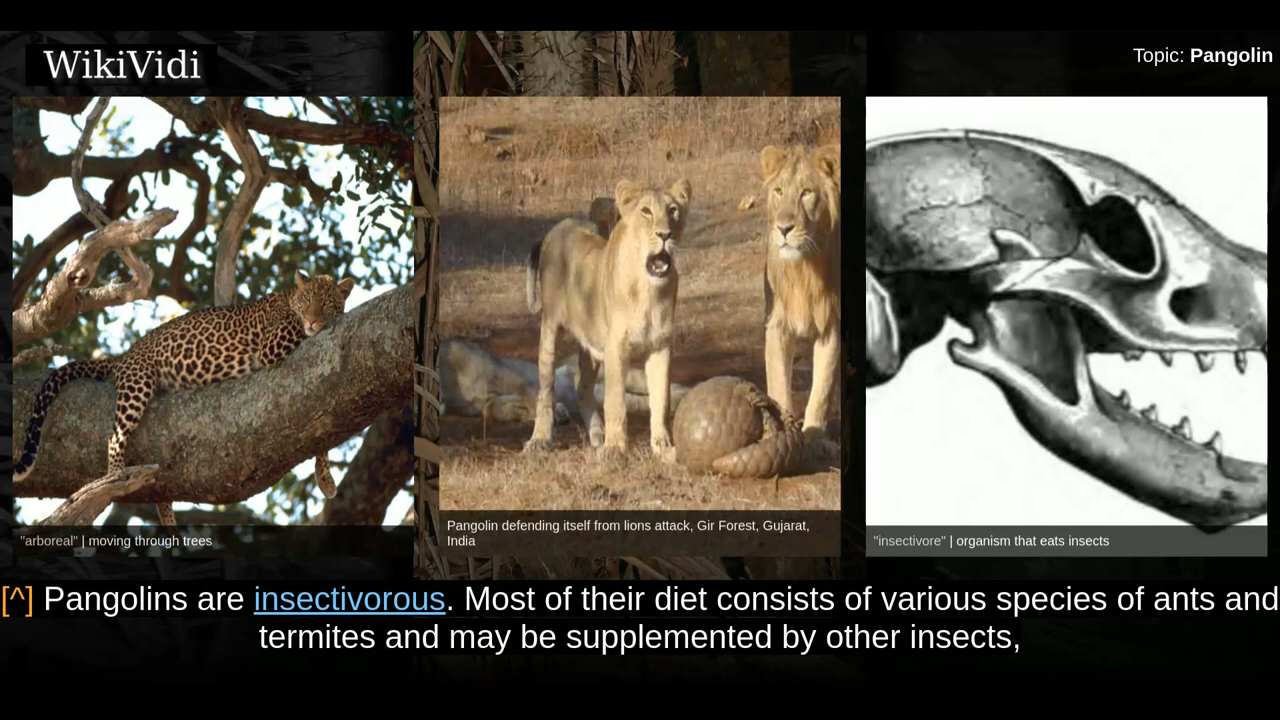 WikiVidi
Topic: Pangolin
"arboreal" | moving through trees
Pangolin defending itself from lions attack, Gir Forest, Gujarat,
India
"insectivore" | organism that eats insects
[^] Pangolins are insectivorous. Most of their diet consists of various species of ants and
termites and may be supplemented by other insects,